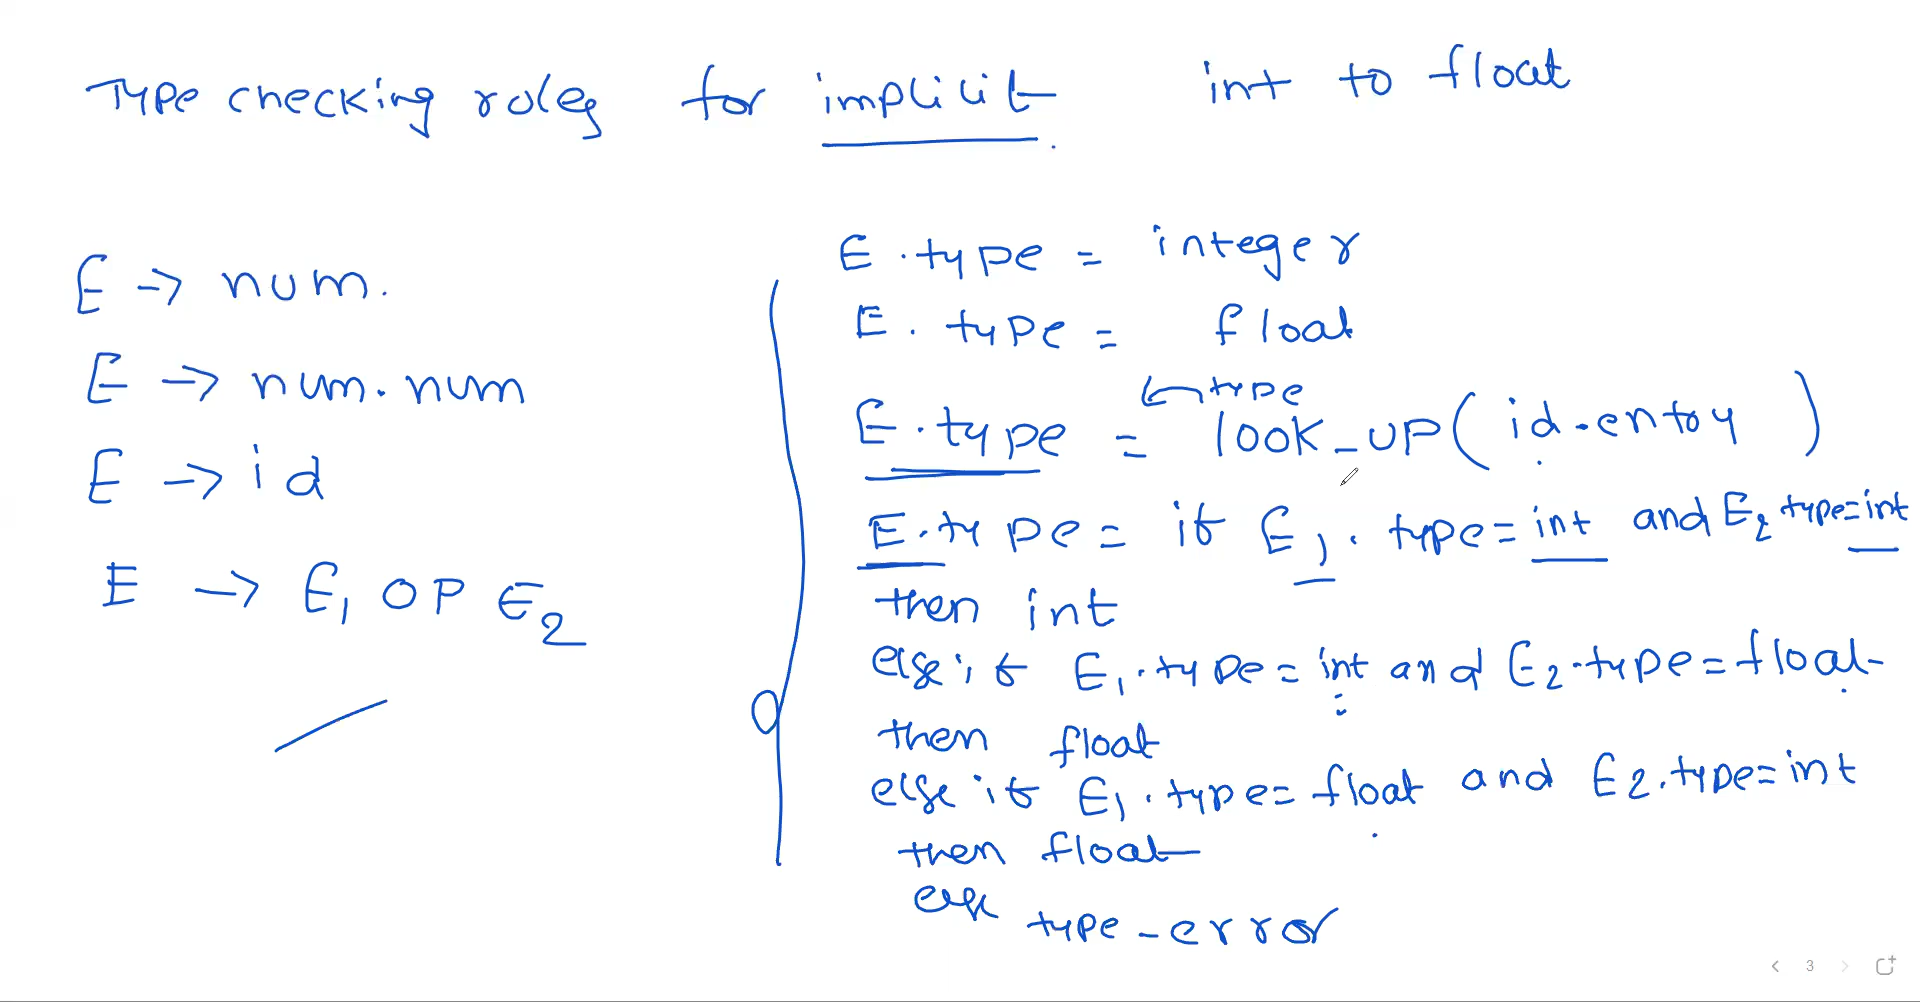 Type checking rules for implicit int to float
E → num.
E → num.num
E → id
E → E1 OP E2
E.type = integer
E.type = float
← type
E.type = look_up(id.entry)
E.type = if E1.type=int and E2 type=int
then int
else if E1.type=int and E2.type=float
then float
else if E1.type=float and E2.type=int
then float
else type-error
3